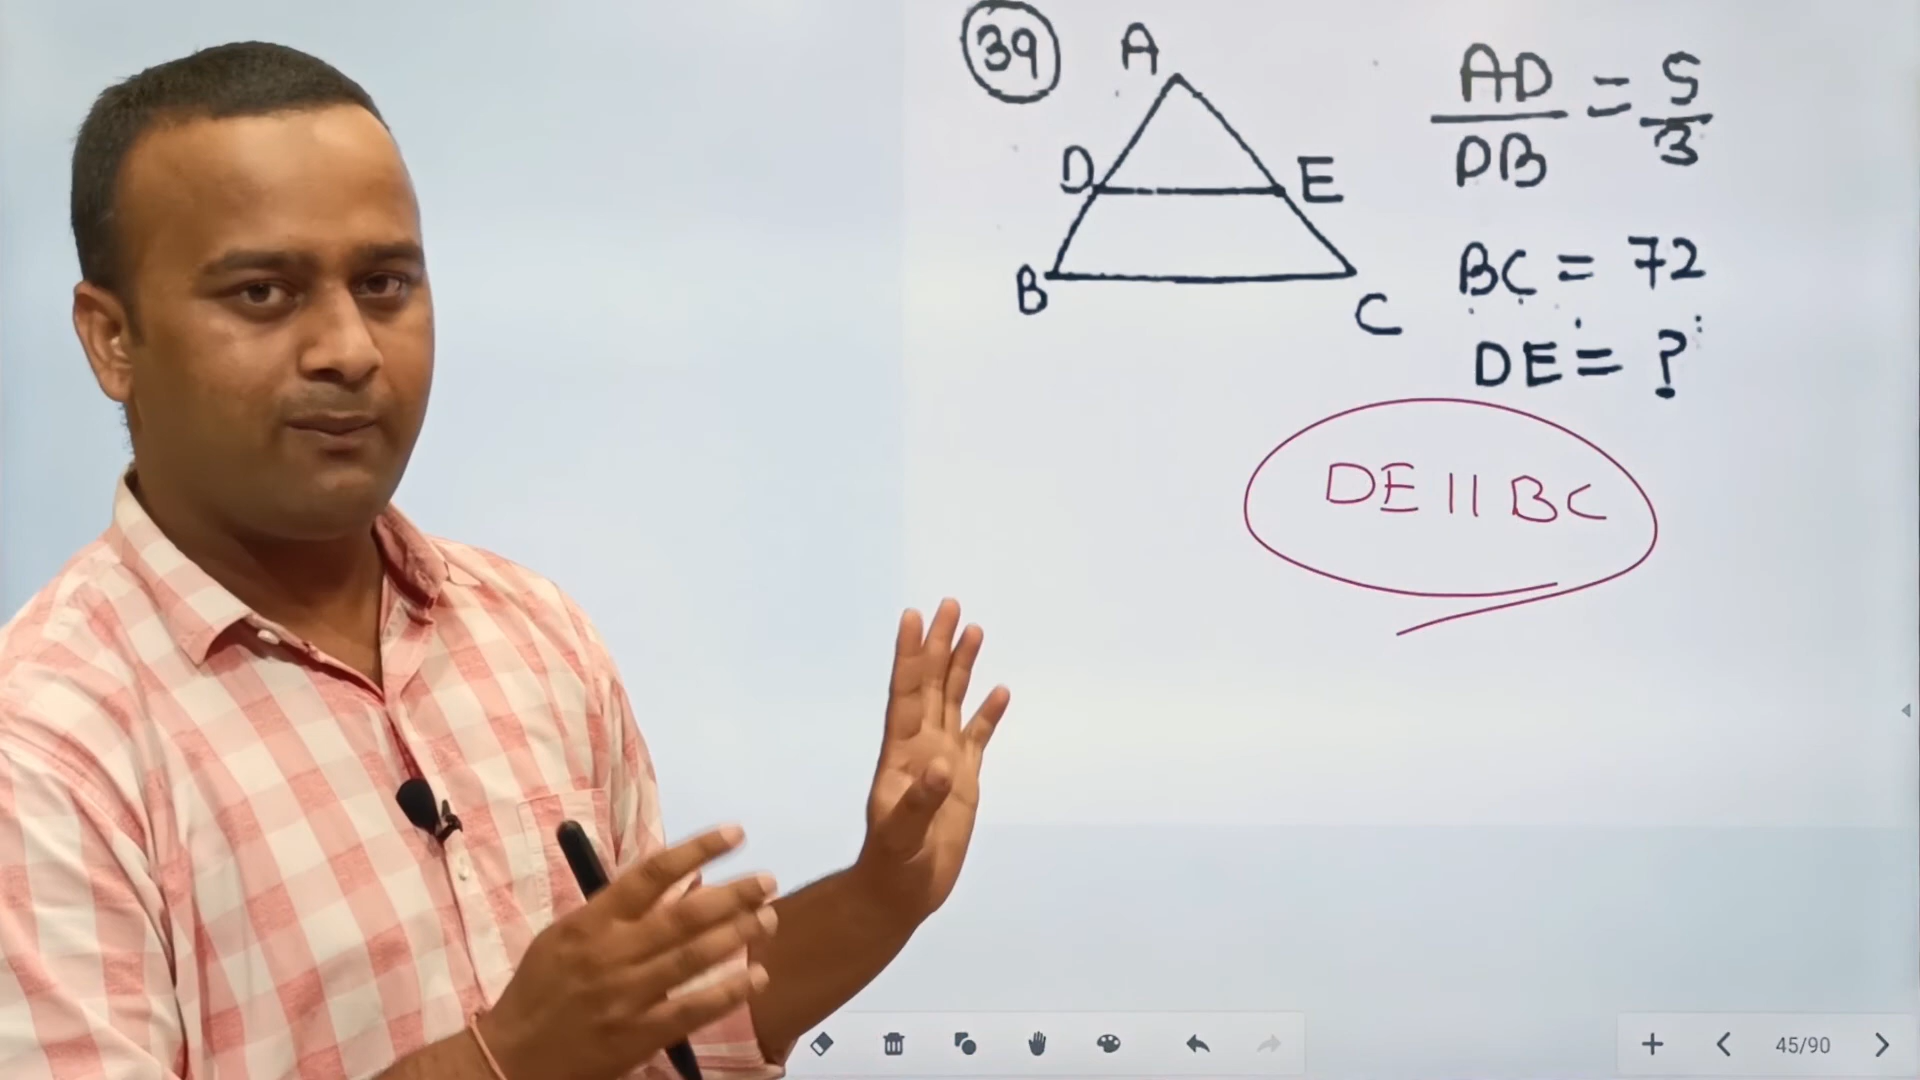 39
A
D
E
B
C
AD/DB = 5/3
BC = 72
DE = ?
DE || BC
45/90